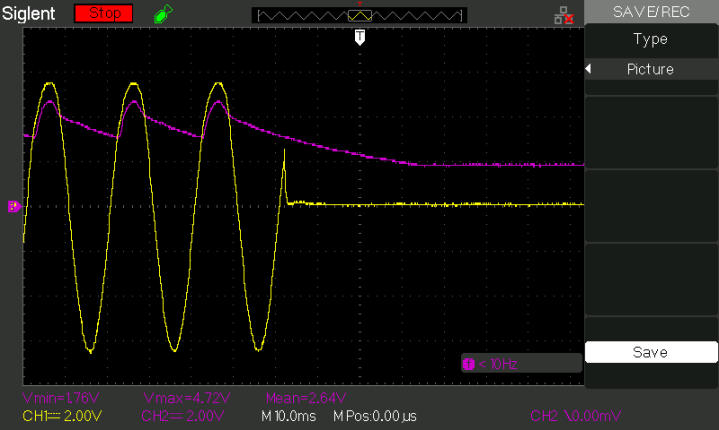 Siglent Stop SAVE/REC
T
Type
Picture
f < 10Hz
Save
Vmin=1.76V Vmax=4.72V Mean=2.64V
CH1 2.00V CH2 2.00V M 10.0ms M Pos:0.00µs CH2 0.00mV